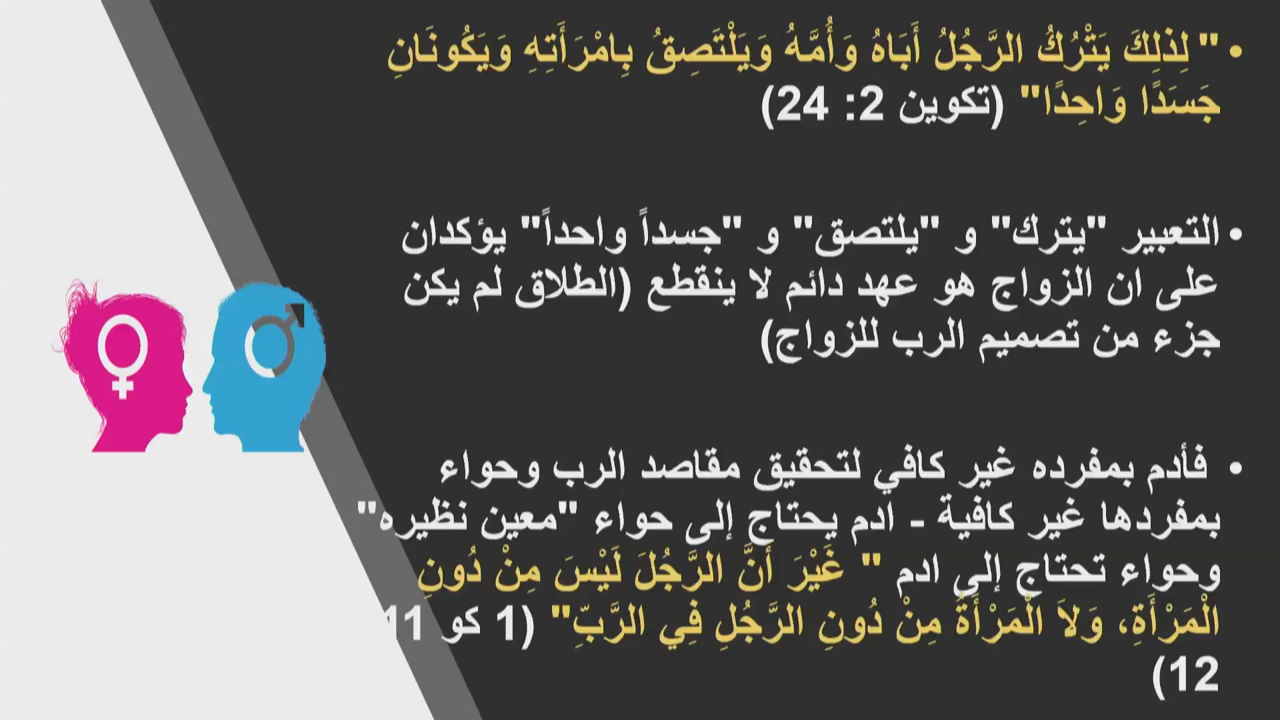 • " لِذلِكَ يَتْرُكُ الرَّجُلُ أَبَاهُ وَأُمَّهُ وَيَلْتَصِقُ بِامْرَأَتِهِ وَيَكُونَانِ
جَسَدًا وَاحِدًا" (تكوين 2: 24)
• التعبير "يترك" و "يلتصق" و "جسداً واحداً" يؤكدان
على ان الزواج هو عهد دائم لا ينقطع (الطلاق لم يكن
جزء من تصميم الرب للزواج)
• فأدم بمفرده غير كافي لتحقيق مقاصد الرب وحواء
بمفردها غير كافية - ادم يحتاج إلى حواء "معين نظيره"
وحواء تحتاج إلى ادم " غَيْرَ أَنَّ الرَّجُلَ لَيْسَ مِنْ دُونِ
الْمَرْأَةِ، وَلاَ الْمَرْأَةُ مِنْ دُونِ الرَّجُلِ فِي الرَّبِّ" (1 كو 11
12)